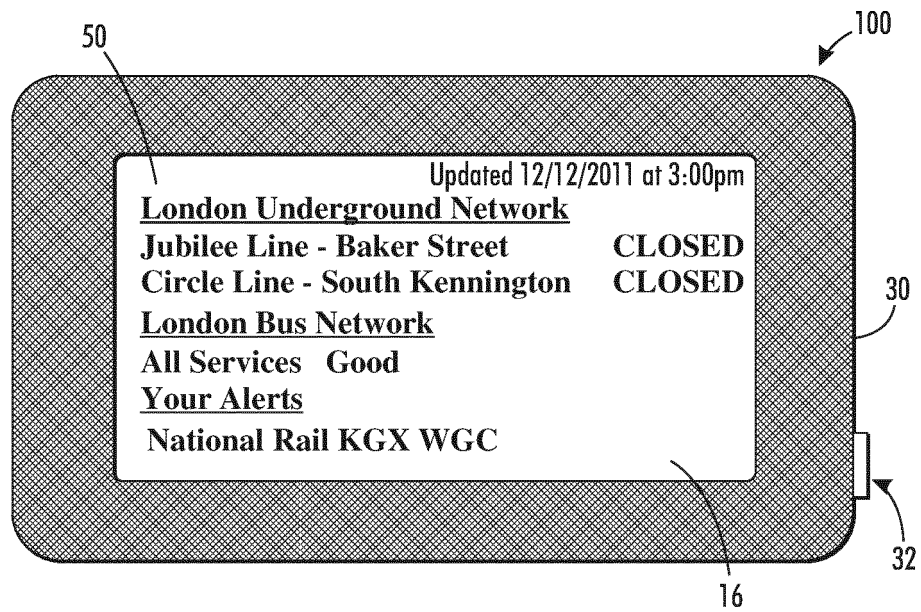 100
50
Updated 12/12/2011 at 3:00pm
London Underground Network
Jubilee Line - Baker Street CLOSED
Circle Line - South Kennington CLOSED
30
London Bus Network
All Services Good
Your Alerts
National Rail KGX WGC
32
16